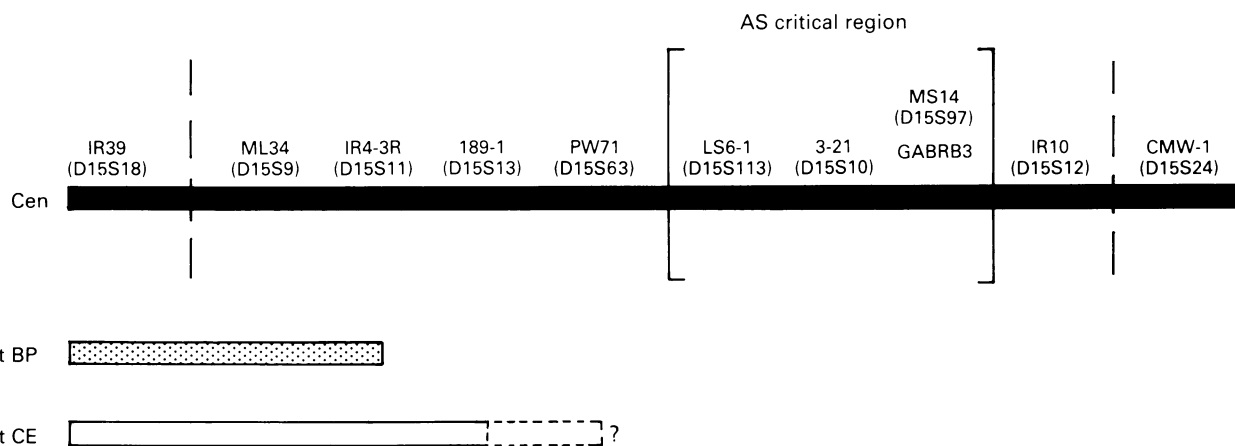 AS critical region
MS14
(D15S97)
IR39 ML34 IR4-3R 189-1 PW71 LS6-1 3-21 GABRB3 IR10 CMW-1
(D15S18) (D15S9) (D15S11) (D15S13) (D15S63) (D15S113) (D15S10) (D15S12) (D15S24)
Cen
t BP
t CE ?